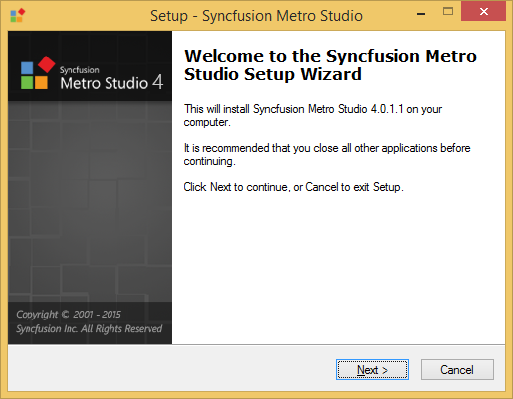 Setup - Syncfusion Metro Studio
Syncfusion
Metro Studio 4
Welcome to the Syncfusion Metro
Studio Setup Wizard
This will install Syncfusion Metro Studio 4.0.1.1 on your
computer.
It is recommended that you close all other applications before
continuing.
Click Next to continue, or Cancel to exit Setup.
Copyright © 2001 - 2015
Syncfusion Inc. All Rights Reserved
Next >
Cancel